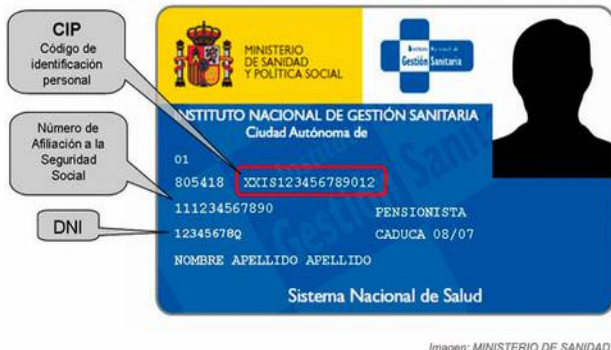 CIP
Código de
identificación
personal
Número de
Afiliación a la
Seguridad
Social
DNI
MINISTERIO
DE SANIDAD
Y POLÍTICA SOCIAL
Gestión Sanitaria
INSTITUTO NACIONAL DE GESTIÓN SANITARIA
Ciudad Autónoma de
01
805418 XXIS123456789012
111234567890 PENSIONISTA
12345678Q CADUCA 08/07
NOMBRE APELLIDO APELLIDO
Sistema Nacional de Salud
Imagen: MINISTERIO DE SANIDAD